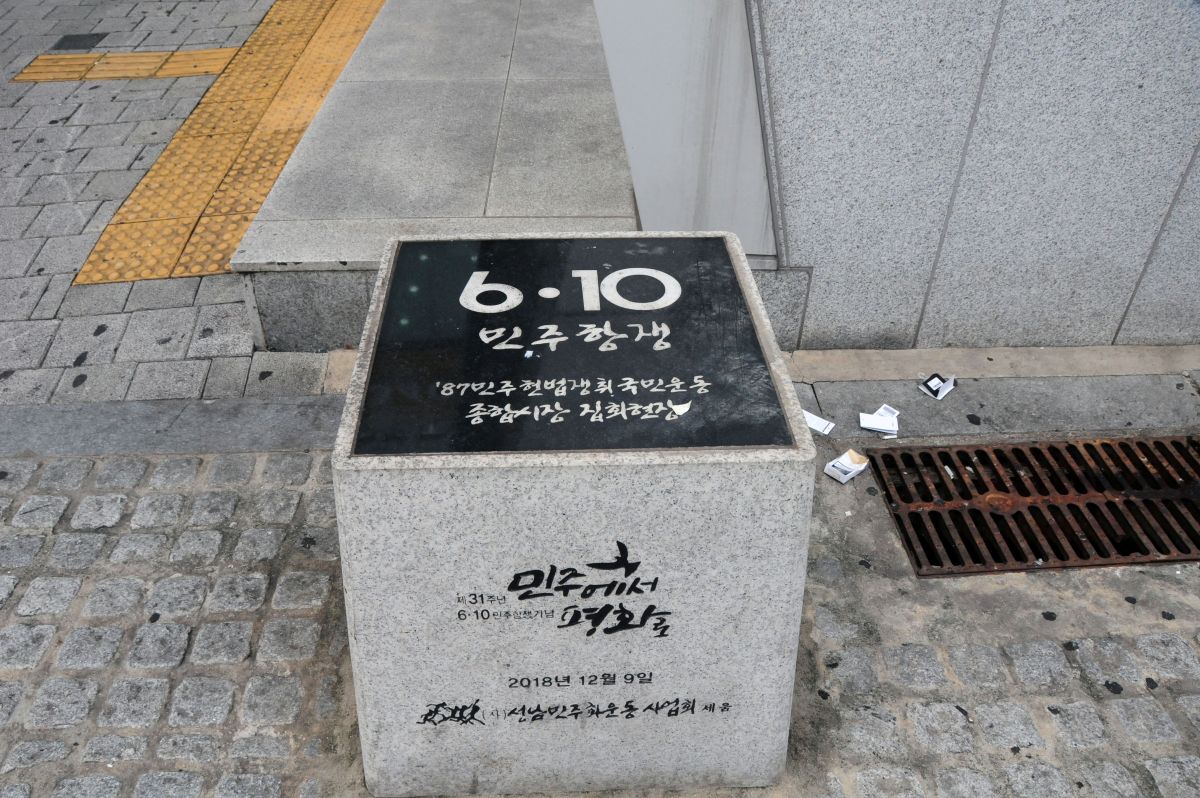 6·10
민주항쟁
'87민주헌법쟁취국민운동
종합시장 집회현장
제31주년
6·10민주항쟁기념
민주에서
평화로
2018년 12월 9일
(사)성남민주화운동사업회 세움